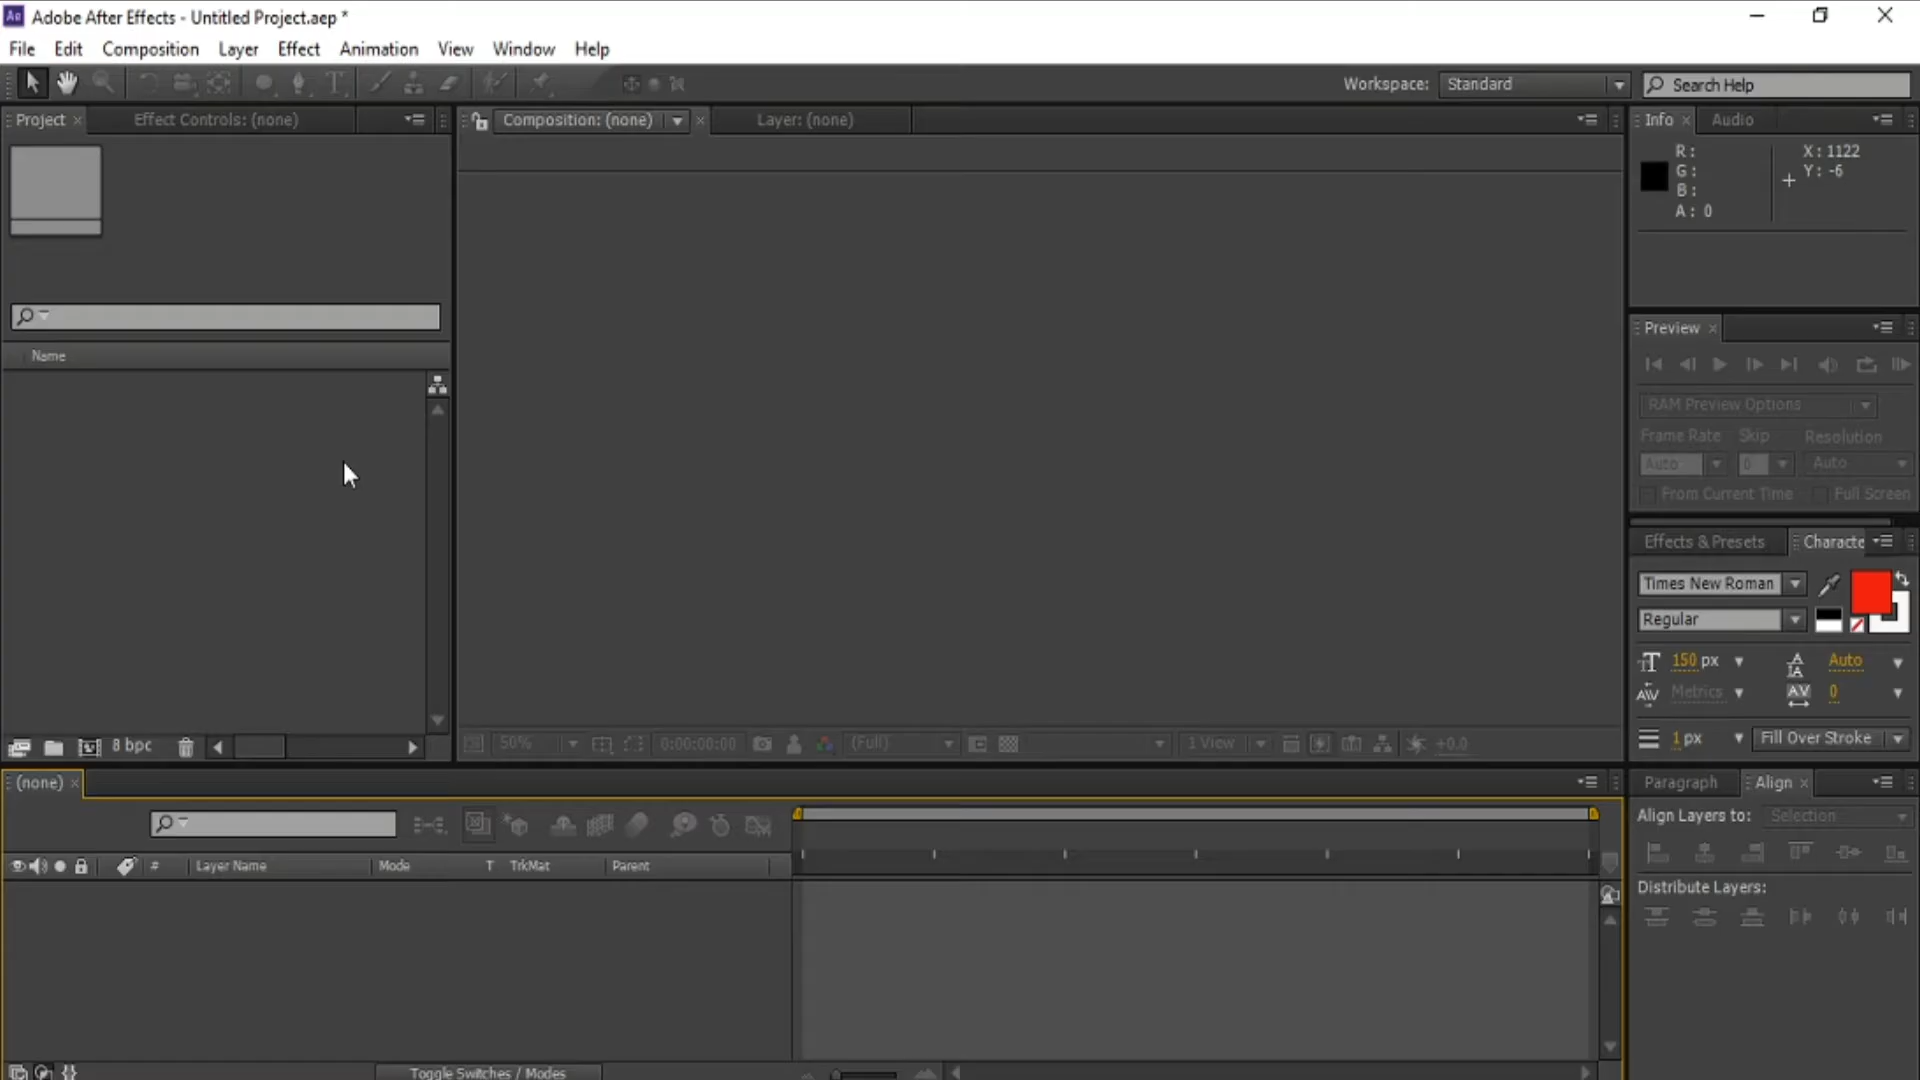 Ae Adobe After Effects - Untitled Project.aep *
File Edit Composition Layer Effect Animation View Window Help
Workspace: Standard Search Help
Project × Effect Controls: (none) Composition: (none) × Layer: (none) Info × Audio
R:
G:
B:
A: 0
X: 1122
Y: -6
Preview ×
Name
RAM Preview Options
Frame Rate Skip Resolution
Auto 0 Auto
From Current Time Full Screen
Effects & Presets Characte
Times New Roman
Regular
150 px Auto
Metrics 0
1 px Fill Over Stroke
8 bpc
50% 0:00:00:00 (Full) 1 View +0.0
(none) ×
# Layer Name Mode T TrkMat Parent
Toggle Switches / Modes
Paragraph Align ×
Align Layers to: Selection
Distribute Layers: